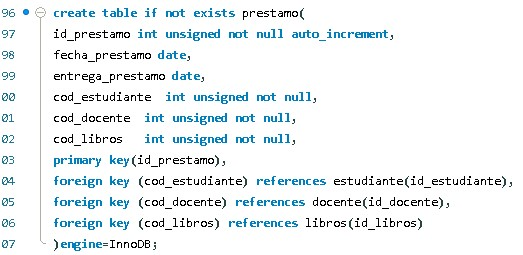 96 create table if not exists prestamo(
97 id_prestamo int unsigned not null auto_increment,
98 fecha_prestamo date,
99 entrega_prestamo date,
00 cod_estudiante  int unsigned not null,
01 cod_docente  int unsigned not null,
02 cod_libros   int unsigned not null,
03 primary key(id_prestamo),
04 foreign key (cod_estudiante) references estudiante(id_estudiante),
05 foreign key (cod_docente) references docente(id_docente),
06 foreign key (cod_libros) references libros(id_libros)
07 )engine=InnoDB;